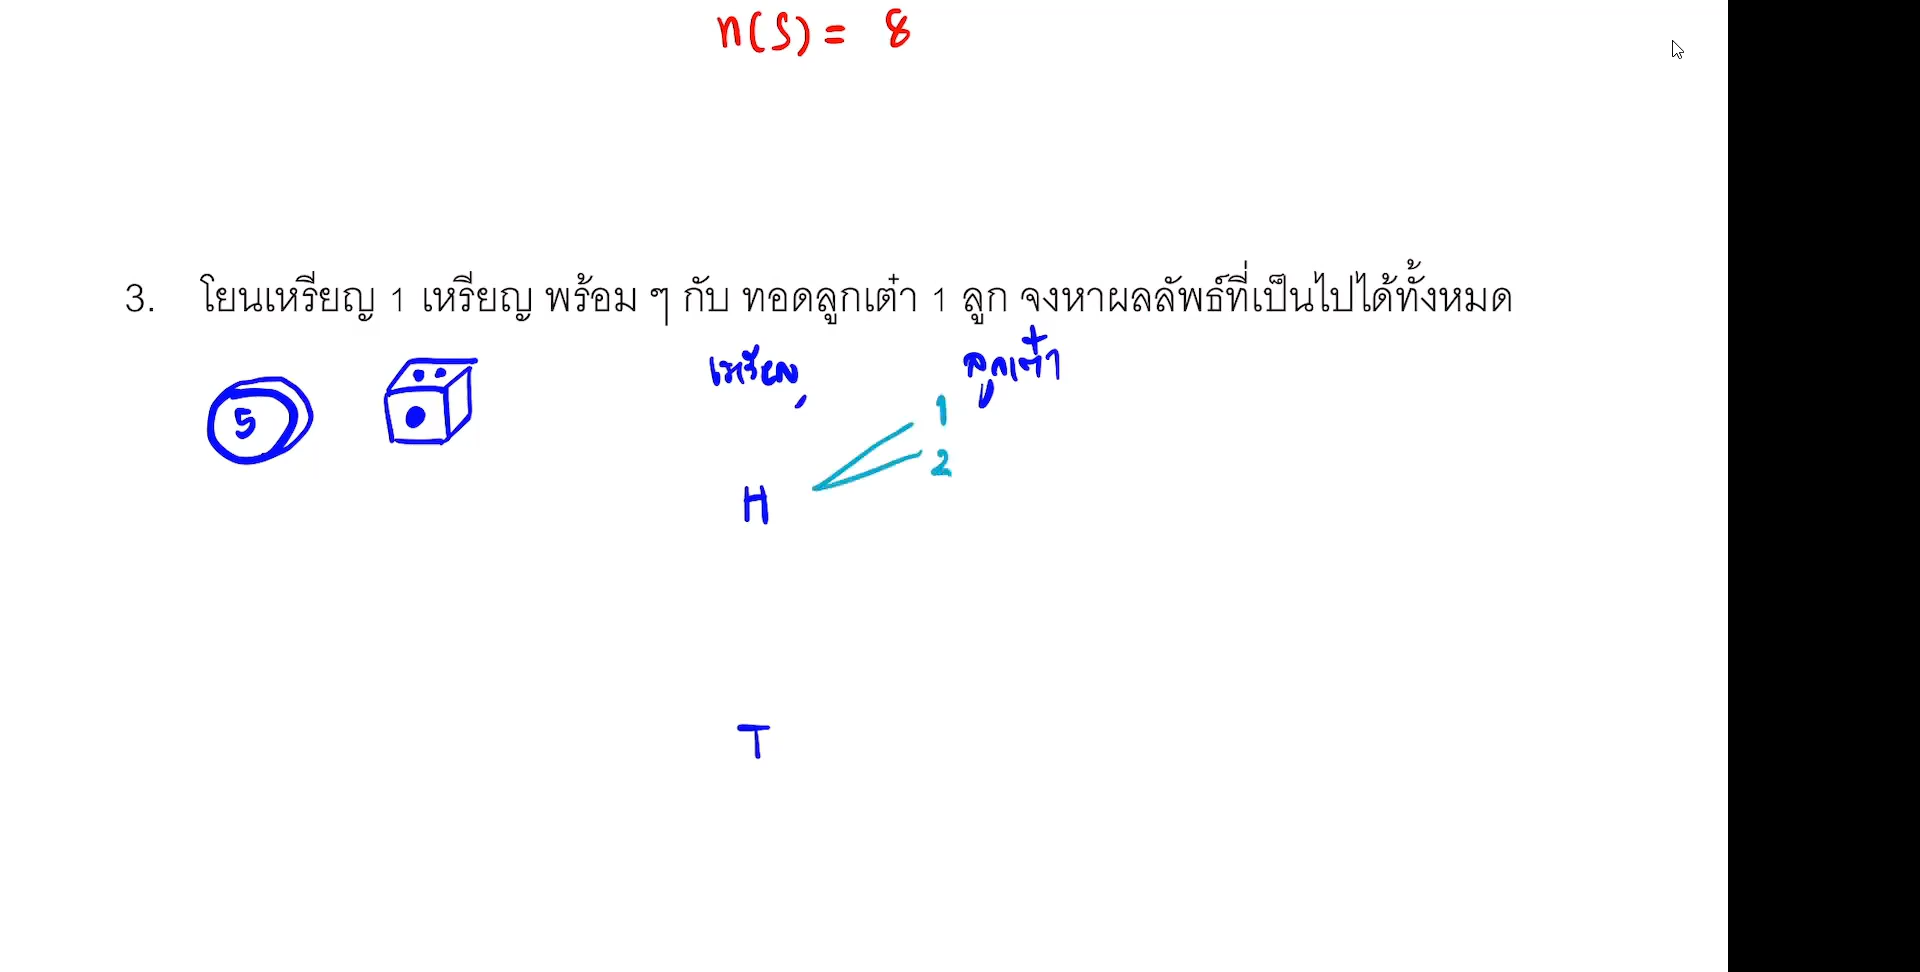 n(S) = 8
3. โยนเหรียญ 1 เหรียญ พร้อม ๆ กับ ทอดลูกเต๋า 1 ลูก จงหาผลลัพธ์ที่เป็นไปได้ทั้งหมด
เหรียญ ลูกเต๋า
5
1
2
H
T